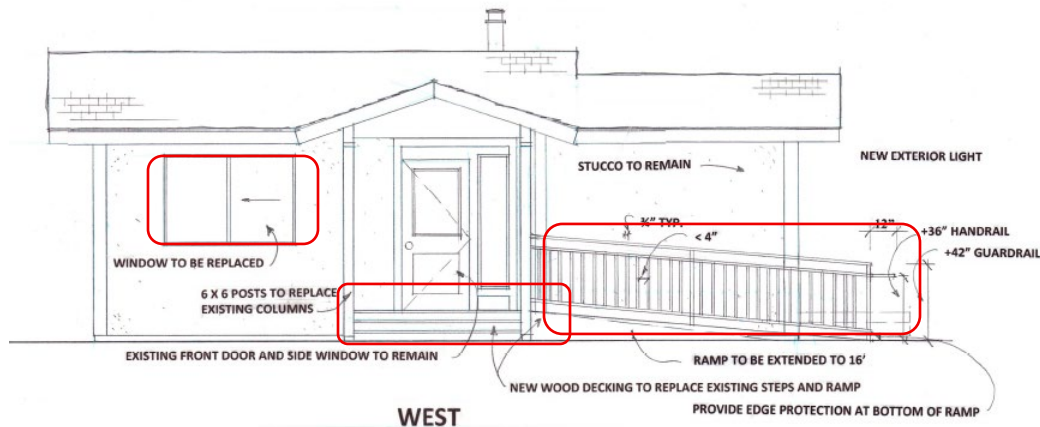 NEW EXTERIOR LIGHT
STUCCO TO REMAIN
¾" TYP.
< 4"
12"
+36" HANDRAIL
+42" GUARDRAIL
WINDOW TO BE REPLACED
6 X 6 POSTS TO REPLACE
EXISTING COLUMNS
EXISTING FRONT DOOR AND SIDE WINDOW TO REMAIN
RAMP TO BE EXTENDED TO 16'
NEW WOOD DECKING TO REPLACE EXISTING STEPS AND RAMP
PROVIDE EDGE PROTECTION AT BOTTOM OF RAMP
WEST